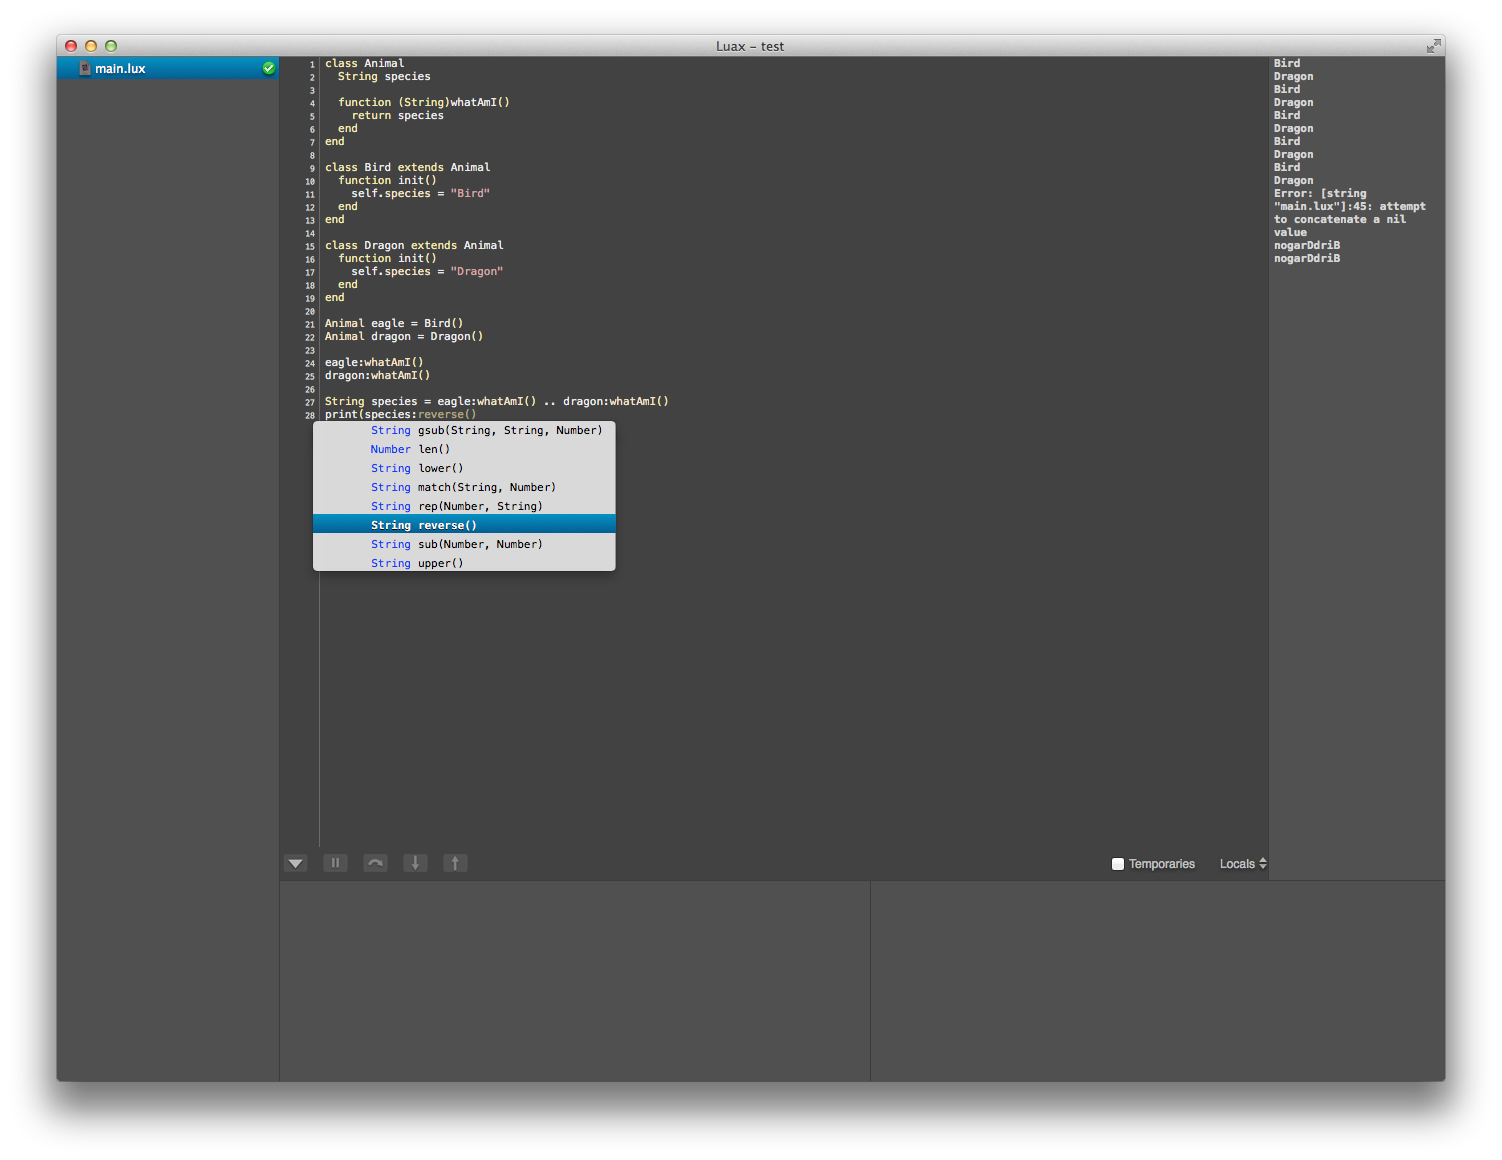 Luax – test
main.lux
1 class Animal
2 String species
3
4 function (String)whatAmI()
5 return species
6 end
7 end
8
9 class Bird extends Animal
10 function init()
11 self.species = "Bird"
12 end
13 end
14
15 class Dragon extends Animal
16 function init()
17 self.species = "Dragon"
18 end
19 end
20
21 Animal eagle = Bird()
22 Animal dragon = Dragon()
23
24 eagle:whatAmI()
25 dragon:whatAmI()
26
27 String species = eagle:whatAmI() .. dragon:whatAmI()
28 print(species:reverse()
String gsub(String, String, Number)
Number len()
String lower()
String match(String, Number)
String rep(Number, String)
String reverse()
String sub(Number, Number)
String upper()
Bird
Dragon
Bird
Dragon
Bird
Dragon
Bird
Dragon
Bird
Dragon
Error: [string
"main.lux"]:45: attempt
to concatenate a nil
value
nogarDdriB
nogarDdriB
Temporaries
Locals